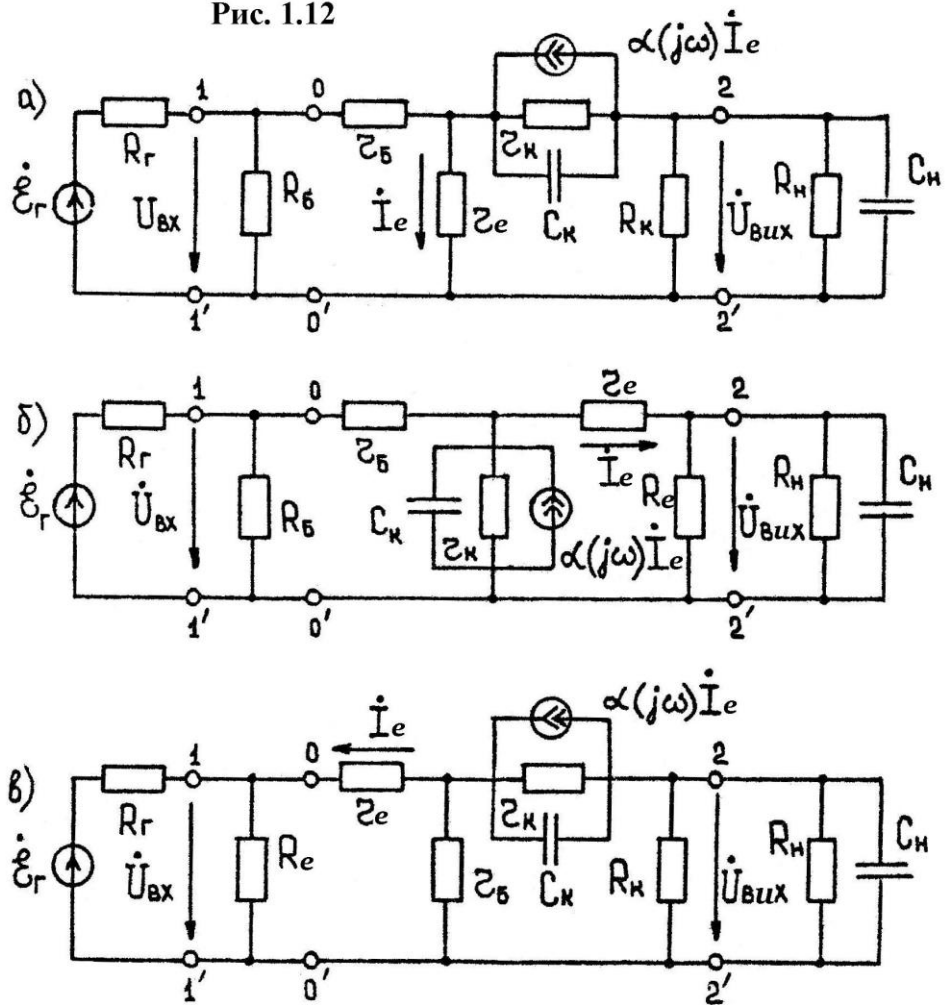 Рис. 1.12
α(jω)İe
а)
1
0
2
Rг
rб
rк
Cн
Ėг
Uвх
Rб
İe
re
Cк
Rк
U̇вих
Rн
1'
0'
2'
б)
1
0
re
2
Rг
rб
İe
Cн
Ėг
U̇вх
Rб
Cк
rк
Re
U̇вих
Rн
α(jω)İe
1'
0'
2'
α(jω)İe
İe
в)
1
0
2
Rг
re
rк
Cн
Ėг
U̇вх
Re
rб
Cк
Rк
U̇вих
Rн
1'
0'
2'